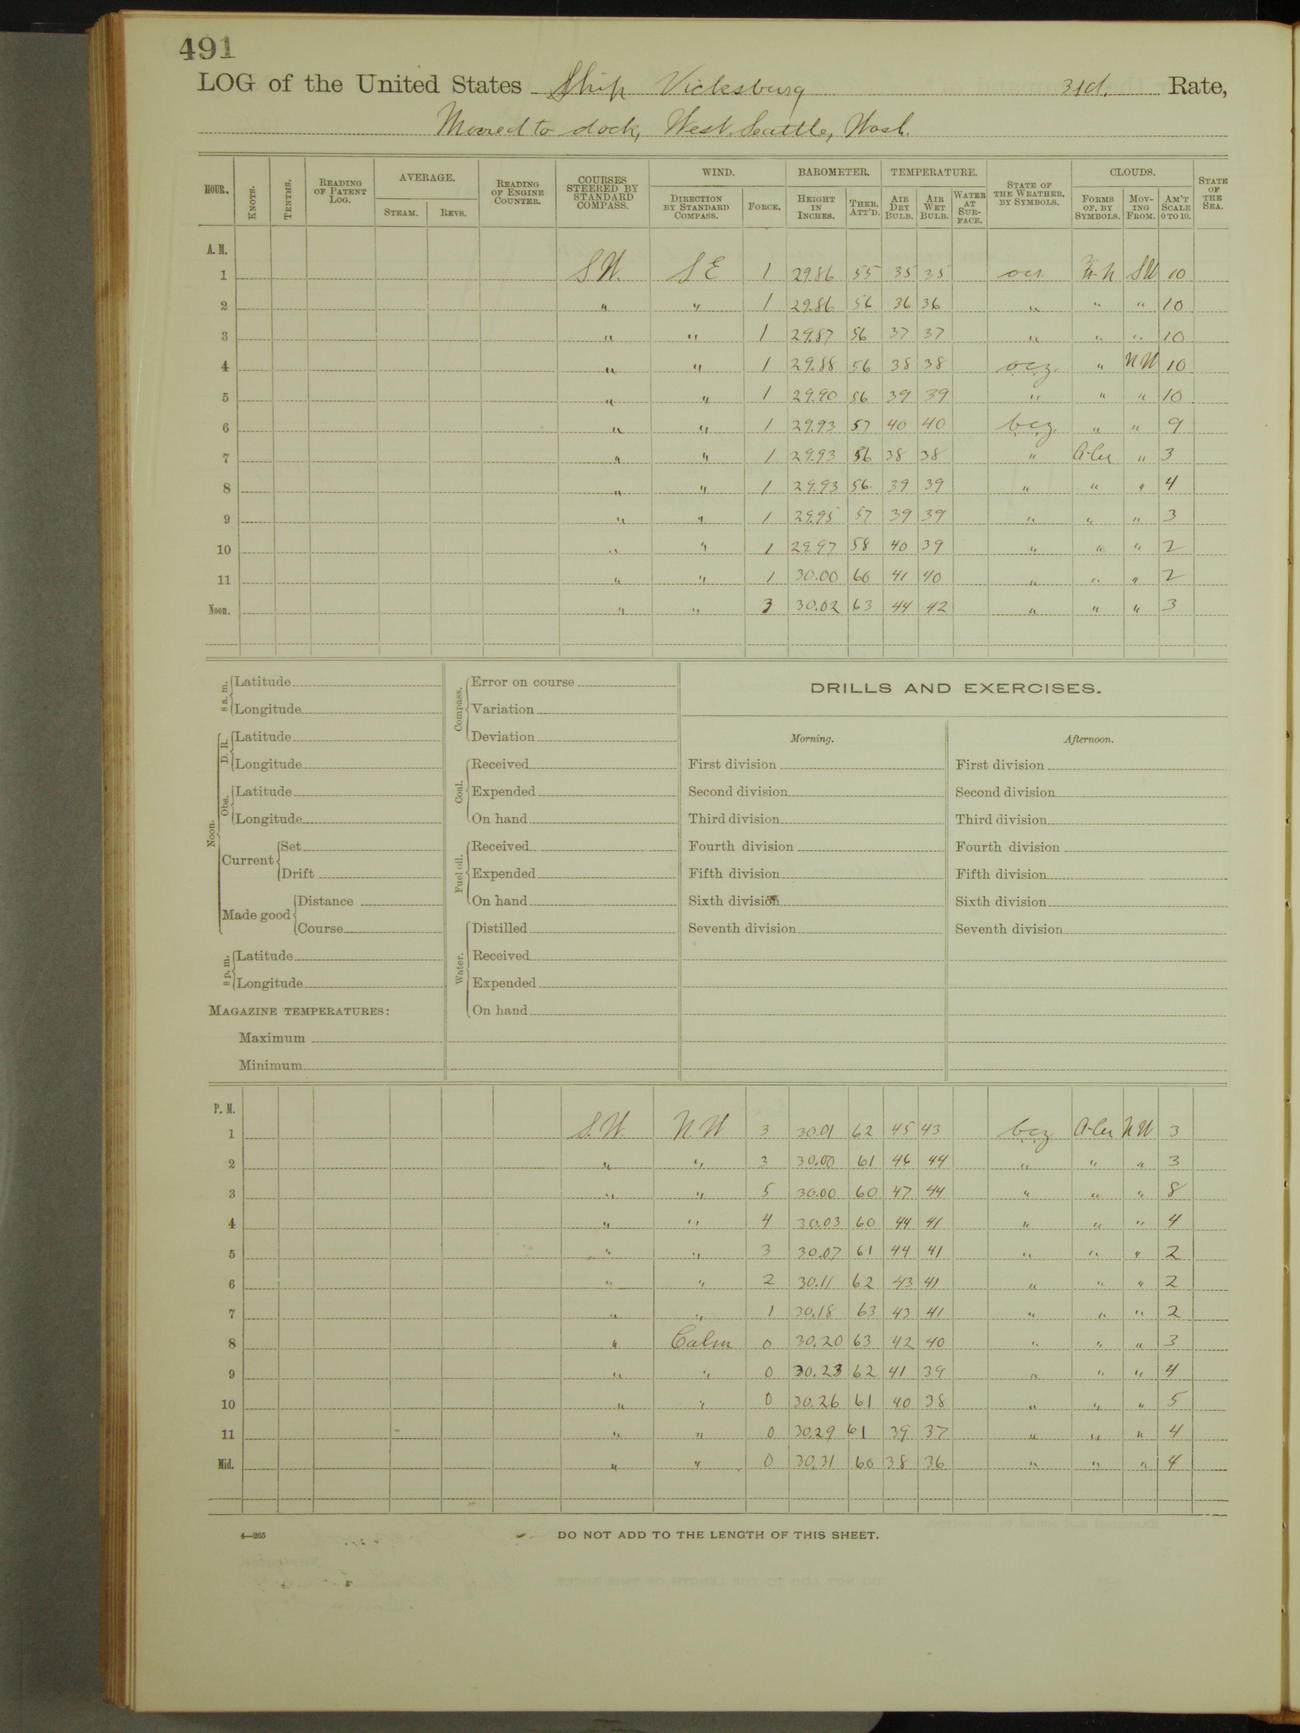 491
LOG of the United States Ship Vicksburg 3rd. Rate,
Moored to dock, West Seattle, Wash.
HOUR. KNOTS. TENTHS. READING OF PATENT LOG. AVERAGE. STEAM. REVS. READING OF ENGINE COUNTER. COURSES STEERED BY STANDARD COMPASS. WIND. DIRECTION BY STANDARD COMPASS. FORCE. BAROMETER. HEIGHT IN INCHES. THER. ATT'D. TEMPERATURE. AIR DRY BULB. AIR WET BULB. WATER AT SURFACE. STATE OF THE WEATHER, BY SYMBOLS. CLOUDS. FORMS OF, BY SYMBOLS. MOVING FROM. AM'T SCALE 0 TO 10. STATE OF THE SEA.
A. M.
1 S.W. S E 1 29.86 55 35 35 S W 10
2 " " 1 29.86 56 36 36 " " " 10
3 " " 1 29.87 56 37 37 " " " 10
4 " " 1 29.88 56 38 38 ocz " N W 10
5 " " 1 29.90 56 39 39 " " " 10
6 " " 1 29.93 57 40 40 bcz " " 9
7 " " 1 29.93 56 38 38 " A-Cu " 3
8 " " 1 29.93 56 39 39 " " " 4
9 " " 1 29.95 57 39 39 " " " 3
10 " " 1 29.97 58 40 39 " " " 2
11 " " 1 30.00 60 41 40 " " " 2
Noon. " " 3 30.02 63 44 42 " " " 3
8 a. m. Latitude
Longitude
Noon. D. R. Latitude
Longitude
Obs. Latitude
Longitude
Current Set
Drift
Made good Distance
Course
8 p. m. Latitude
Longitude
MAGAZINE TEMPERATURES:
Maximum
Minimum
Compass. Error on course
Variation
Deviation
Coal. Received
Expended
On hand
Fuel oil. Received
Expended
On hand
Water. Distilled
Received
Expended
On hand
DRILLS AND EXERCISES.
Morning. Afternoon.
First division First division
Second division Second division
Third division Third division
Fourth division Fourth division
Fifth division Fifth division
Sixth division Sixth division
Seventh division Seventh division
P. M.
1 S.W. N.W 3 30.01 62 45 43 bcz A-Cu N W 3
2 " " 3 30.00 61 46 44 " " " 3
3 " " 5 30.00 60 47 44 " " " 8
4 " " 4 30.03 60 44 41 " " " 4
5 " " 3 30.07 61 44 41 " " " 2
6 " " 2 30.11 62 43 41 " " " 2
7 " " 1 30.18 63 43 41 " " " 2
8 " Calm 0 30.20 63 42 40 " " " 3
9 " " 0 30.23 62 41 39 " " " 4
10 " " 0 30.26 61 40 38 " " " 5
11 " " 0 30.29 61 39 37 " " " 4
Mid. " " 0 30.31 60 38 36 " " " 4
4—265
DO NOT ADD TO THE LENGTH OF THIS SHEET.